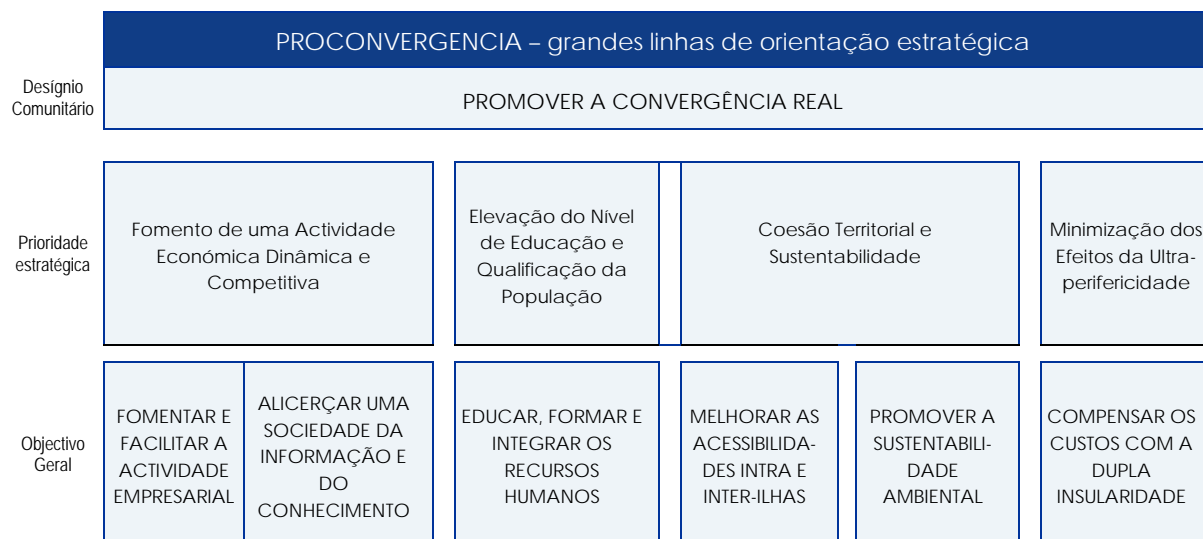 PROCONVERGENCIA – grandes linhas de orientação estratégica
Desígnio
Comunitário
PROMOVER A CONVERGÊNCIA REAL
Prioridade
estratégica
Fomento de uma Actividade
Económica Dinâmica e
Competitiva
Elevação do Nível
de Educação e
Qualificação da
População
Coesão Territorial e
Sustentabilidade
Minimização dos
Efeitos da Ultra-
perifericidade
Objectivo
Geral
FOMENTAR E
FACILITAR A
ACTIVIDADE
EMPRESARIAL
ALICERÇAR UMA
SOCIEDADE DA
INFORMAÇÃO E
DO
CONHECIMENTO
EDUCAR, FORMAR E
INTEGRAR OS
RECURSOS
HUMANOS
MELHORAR AS
ACESSIBILIDA-
DES INTRA E
INTER-ILHAS
PROMOVER A
SUSTENTABILI-
DADE
AMBIENTAL
COMPENSAR OS
CUSTOS COM A
DUPLA
INSULARIDADE